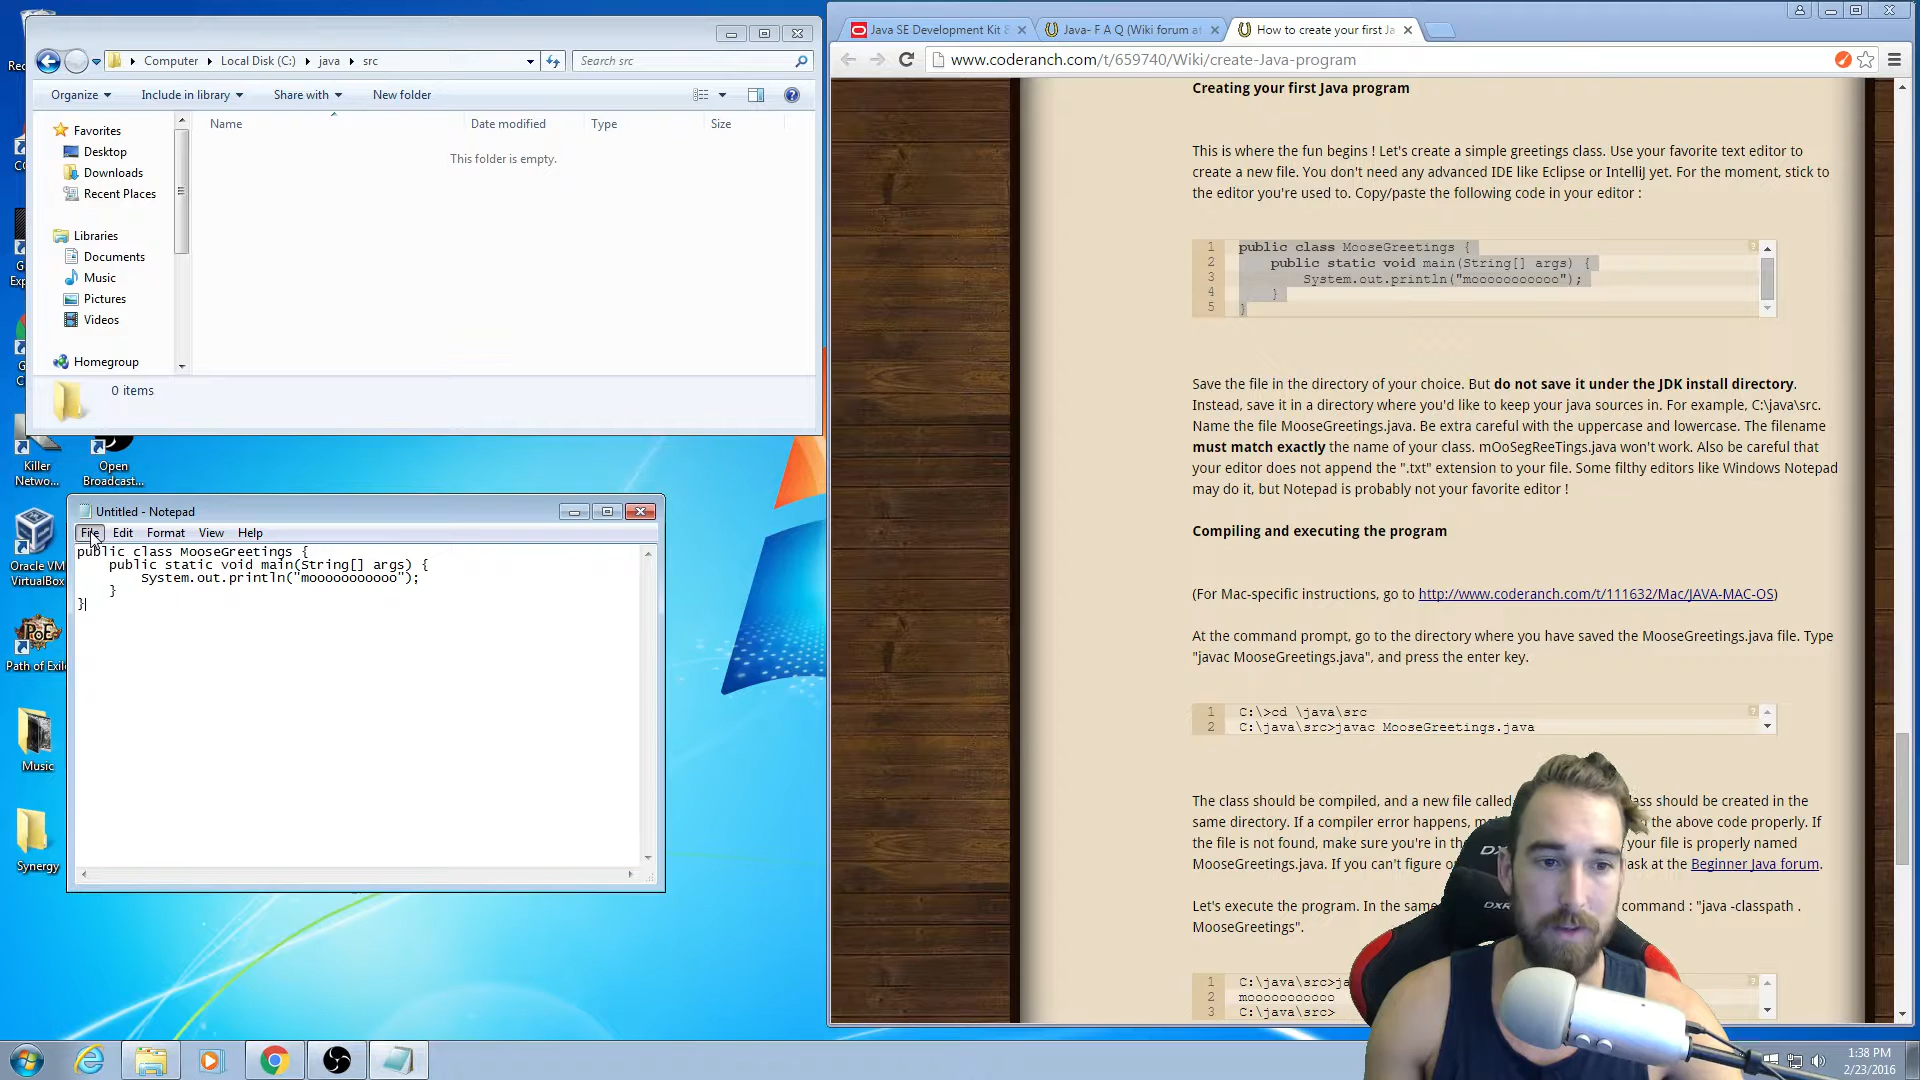 Computer
Local Disk (C:)
java
src
Search src
Organize
Include in library
Share with
New folder
Name
Date modified
Type
Size
This folder is empty.
Favorites
Desktop
Downloads
Recent Places
Libraries
Documents
Music
Pictures
Videos
Homegroup
0 items
Killer
Netwo...
Open
Broadcast...
Oracle VM
VirtualBox
Path of Exile
Music
Synergy
Untitled - Notepad
File
Edit
Format
View
Help
public class MooseGreetings {
public static void main(String[] args) {
System.out.println("mooooooooooo");
}
}
Java SE Development Kit 8
Java- F A Q (Wiki forum at
How to create your first Ja
www.coderanch.com/t/659740/Wiki/create-Java-program
Creating your first Java program
This is where the fun begins ! Let's create a simple greetings class. Use your favorite text editor to
create a new file. You don't need any advanced IDE like Eclipse or IntelliJ yet. For the moment, stick to
the editor you're used to. Copy/paste the following code in your editor :
1 public class MooseGreetings {
2 public static void main(String[] args) {
3 System.out.println("mooooooooooo");
4 }
5 }
Save the file in the directory of your choice. But do not save it under the JDK install directory.
Instead, save it in a directory where you'd like to keep your java sources in. For example, C:\java\src.
Name the file MooseGreetings.java. Be extra careful with the uppercase and lowercase. The filename
must match exactly the name of your class. mOoSegReeTings.java won't work. Also be careful that
your editor does not append the ".txt" extension to your file. Some filthy editors like Windows Notepad
may do it, but Notepad is probably not your favorite editor !
Compiling and executing the program
(For Mac-specific instructions, go to http://www.coderanch.com/t/111632/Mac/JAVA-MAC-OS)
At the command prompt, go to the directory where you have saved the MooseGreetings.java file. Type
"javac MooseGreetings.java", and press the enter key.
1 C:\>cd \java\src
2 C:\java\src>javac MooseGreetings.java
The class should be compiled, and a new file called ass should be created in the
same directory. If a compiler error happens, the above code properly. If
the file is not found, make sure you're in the your file is properly named
MooseGreetings.java. If you can't figure ask at the Beginner Java forum.
Let's execute the program. In the same command : "java -classpath .
MooseGreetings".
1 C:\java\src>ja
2 mooooooooooo
3 C:\java\src>
DX
DXR
1:38 PM
2/23/2016